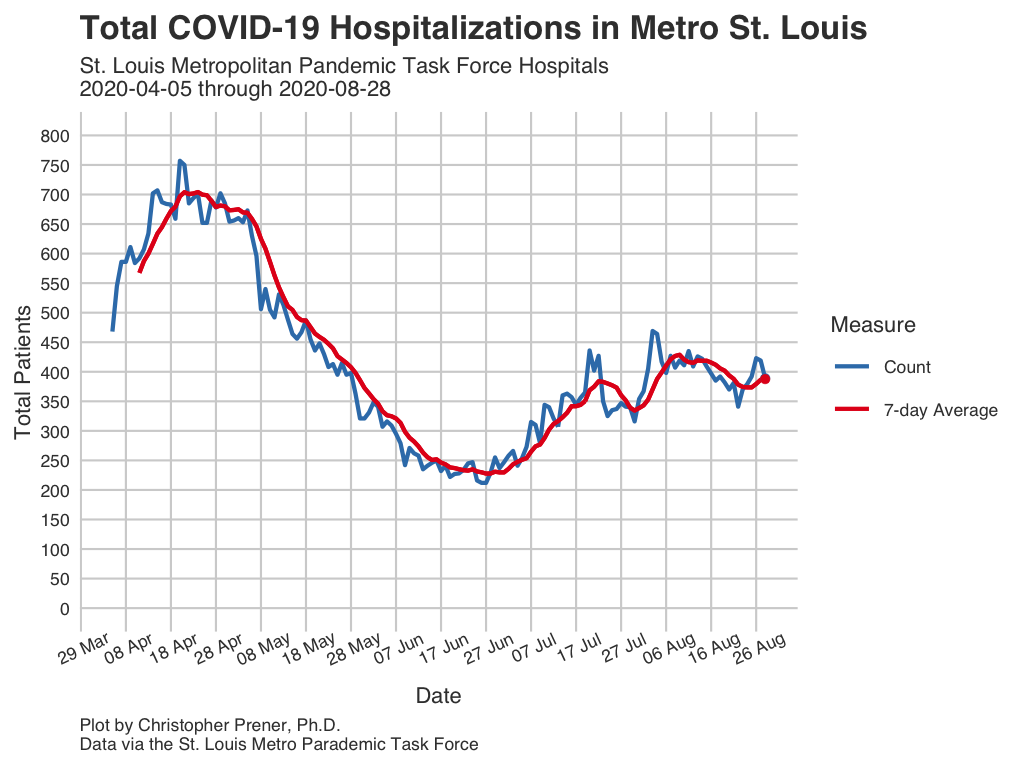 Total COVID-19 Hospitalizations in Metro St. Louis
St. Louis Metropolitan Pandemic Task Force Hospitals
2020-04-05 through 2020-08-28
800
750
700
650
600
550
500
450
400
350
300
250
200
150
100
50
0
Total Patients
29 Mar
08 Apr
18 Apr
28 Apr
08 May
18 May
28 May
07 Jun
17 Jun
27 Jun
07 Jul
17 Jul
27 Jul
06 Aug
16 Aug
26 Aug
Date
Measure
Count
7-day Average
Plot by Christopher Prener, Ph.D.
Data via the St. Louis Metro Parademic Task Force